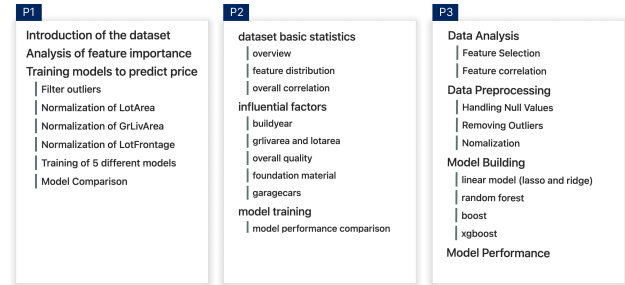 P1
Introduction of the dataset
Analysis of feature importance
Training models to predict price
Filter outliers
Normalization of LotArea
Normalization of GrLivArea
Normalization of LotFrontage
Training of 5 different models
Model Comparison
P2
dataset basic statistics
overview
feature distribution
overall correlation
influential factors
buildyear
grlivarea and lotarea
overall quality
foundation material
garagecars
model training
model performance comparison
P3
Data Analysis
Feature Selection
Feature correlation
Data Preprocessing
Handling Null Values
Removing Outliers
Nomalization
Model Building
linear model (lasso and ridge)
random forest
boost
xgboost
Model Performance